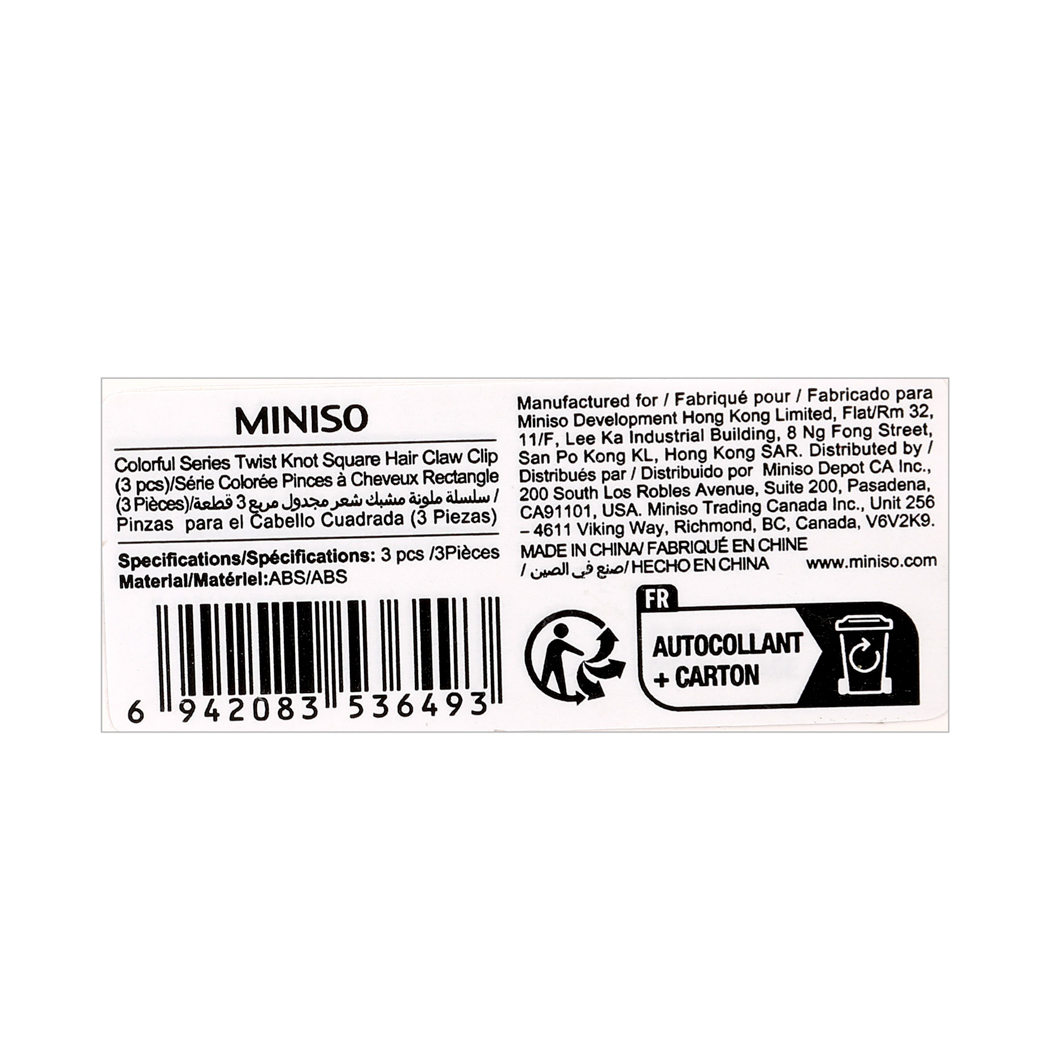 MINISO
Colorful Series Twist Knot Square Hair Claw Clip
(3 pcs)/Série Colorée Pinces à Cheveux Rectangle
(3 Pièces)/سلسلة ملونة مشبك شعر مجدول مربع 3 قطعة /
Pinzas para el Cabello Cuadrada (3 Piezas)
Specifications/Spécifications: 3 pcs /3Pièces
Material/Matériel:ABS/ABS
6 942083 536493
Manufactured for / Fabriqué pour / Fabricado para
Miniso Development Hong Kong Limited, Flat/Rm 32,
11/F, Lee Ka Industrial Building, 8 Ng Fong Street,
San Po Kong KL, Hong Kong SAR. Distributed by /
Distribués par / Distribuido por Miniso Depot CA Inc.,
200 South Los Robles Avenue, Suite 200, Pasadena,
CA91101, USA. Miniso Trading Canada Inc., Unit 256
– 4611 Viking Way, Richmond, BC, Canada, V6V2K9.
MADE IN CHINA/ FABRIQUÉ EN CHINE
/ صنع في الصين/ HECHO EN CHINA www.miniso.com
FR
AUTOCOLLANT
+ CARTON